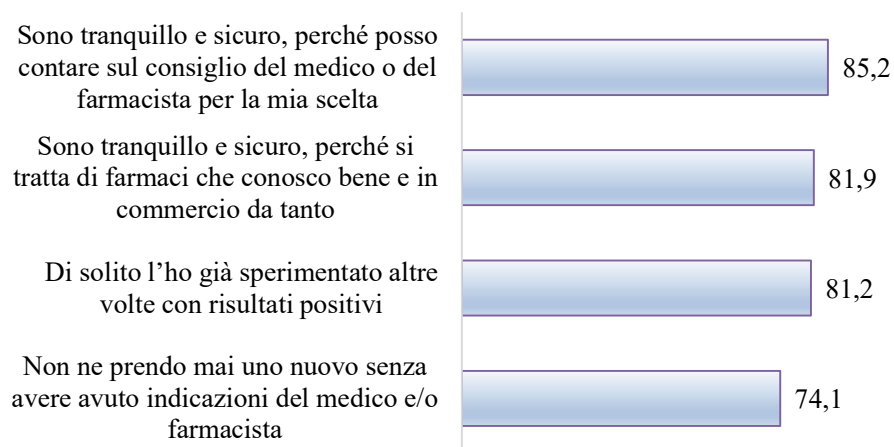 Sono tranquillo e sicuro, perché posso
contare sul consiglio del medico o del
farmacista per la mia scelta
85,2
Sono tranquillo e sicuro, perché si
tratta di farmaci che conosco bene e in
commercio da tanto
81,9
Di solito l’ho già sperimentato altre
volte con risultati positivi
81,2
Non ne prendo mai uno nuovo senza
avere avuto indicazioni del medico e/o
farmacista
74,1